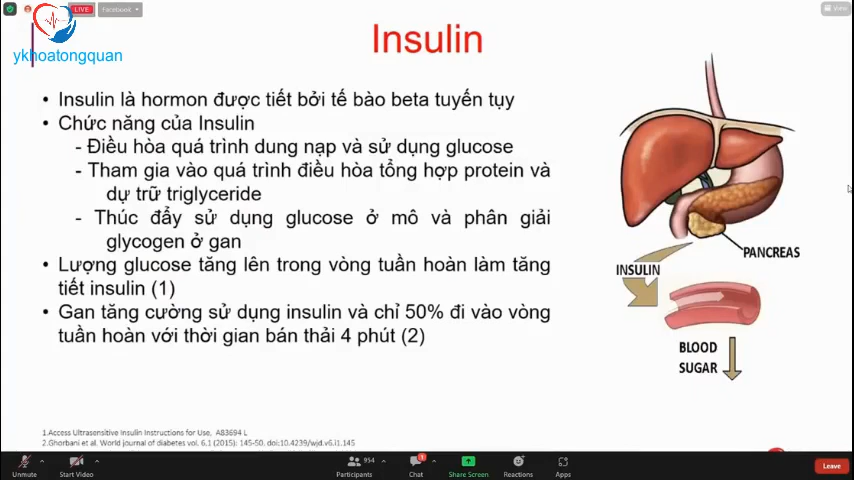 LIVE
Facebook
View
ykhoatongquan
Insulin
• Insulin là hormon được tiết bởi tế bào beta tuyến tụy
• Chức năng của Insulin
- Điều hòa quá trình dung nạp và sử dụng glucose
- Tham gia vào quá trình điều hòa tổng hợp protein và
dự trữ triglyceride
- Thúc đẩy sử dụng glucose ở mô và phân giải
glycogen ở gan
• Lượng glucose tăng lên trong vòng tuần hoàn làm tăng
tiết insulin (1)
• Gan tăng cường sử dụng insulin và chỉ 50% đi vào vòng
tuần hoàn với thời gian bán thải 4 phút (2)
PANCREAS
INSULIN
BLOOD
SUGAR
1.Access Ultrasensitive Insulin Instructions for Use, A83694 L
2.Ghorbani et al. World journal of diabetes vol. 6,1 (2015): 145-50. doi:10.4239/wjd.v6.i1.145
Unmute
Start Video
954
Participants
1
Chat
Share Screen
Reactions
Apps
Leave